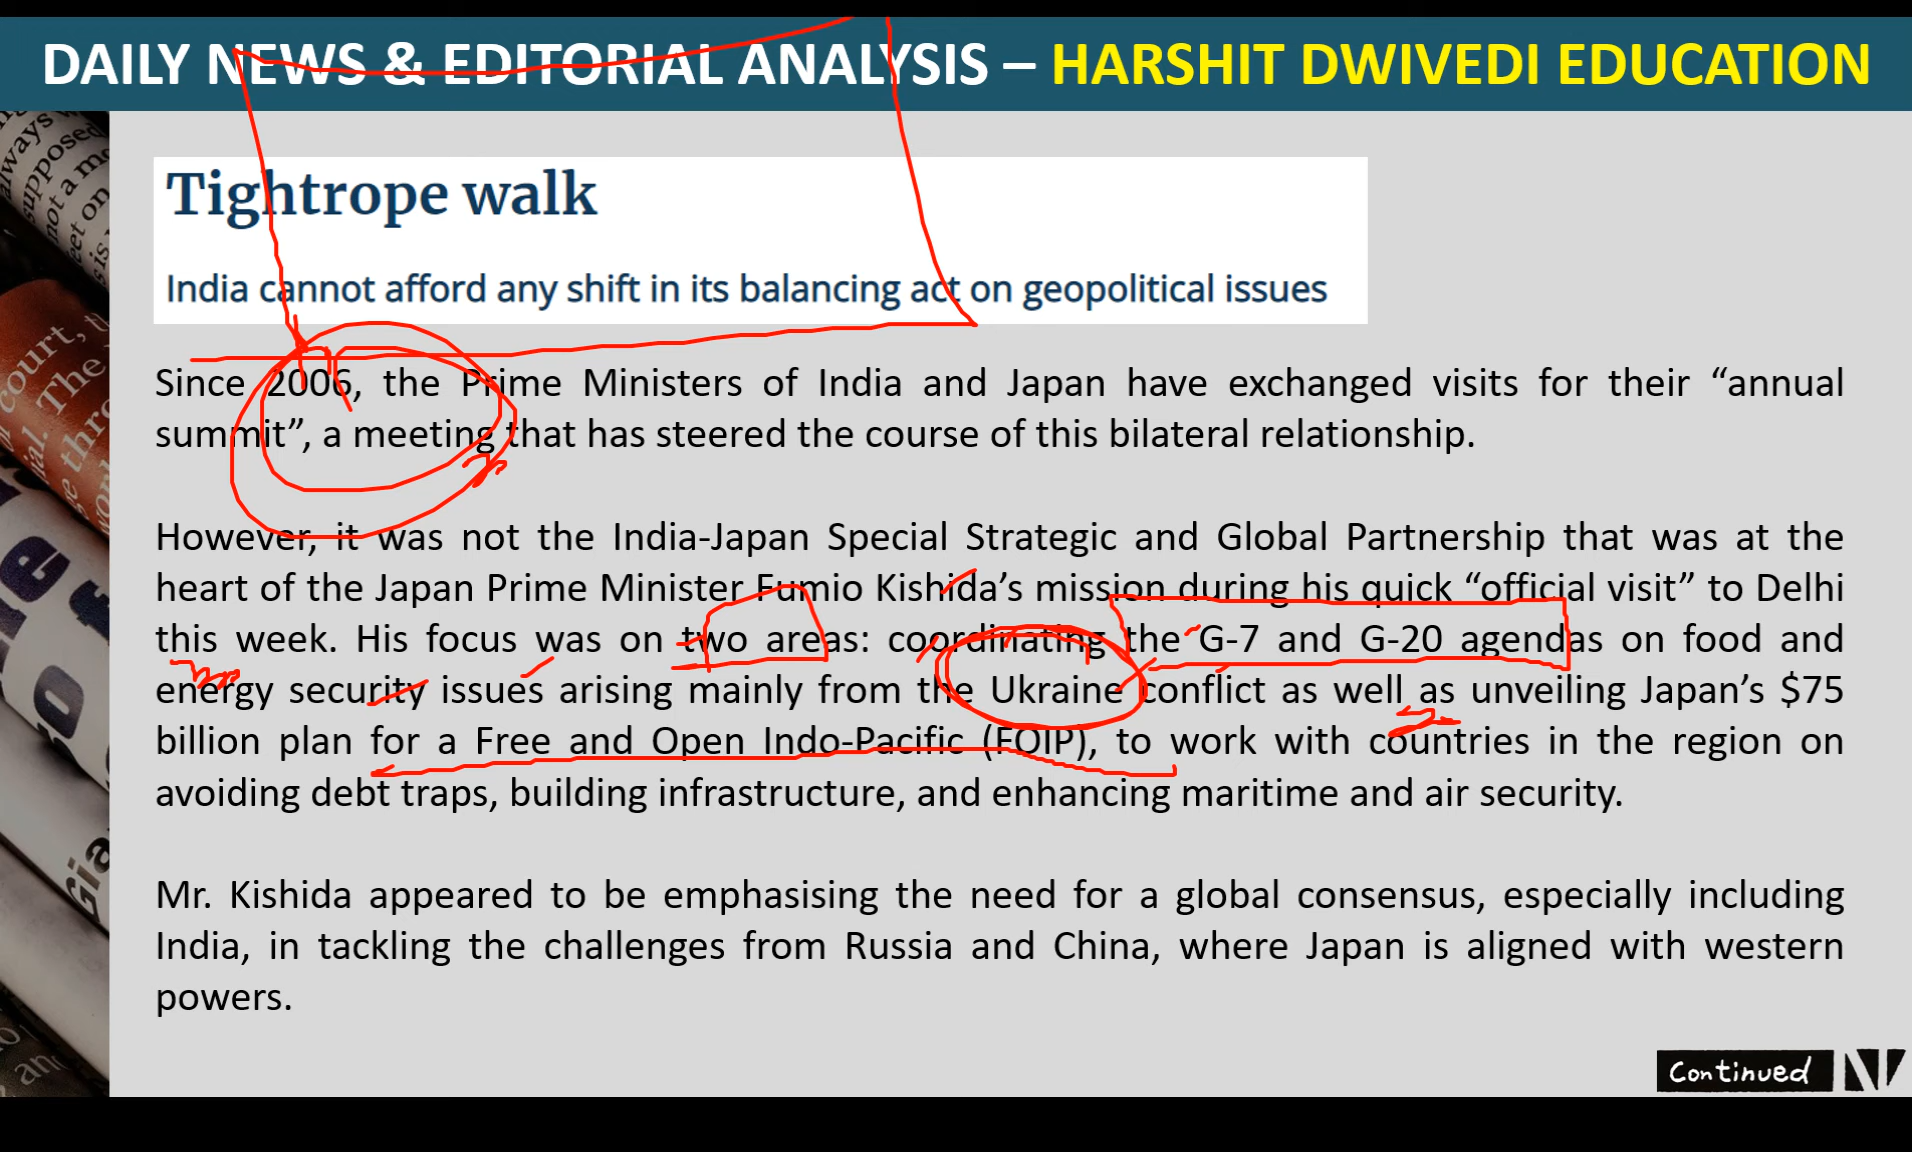 DAILY NEWS & EDITORIAL ANALYSIS – HARSHIT DWIVEDI EDUCATION
Tightrope walk
India cannot afford any shift in its balancing act on geopolitical issues
Since 2006, the Prime Ministers of India and Japan have exchanged visits for their “annual
summit”, a meeting that has steered the course of this bilateral relationship.
However, it was not the India-Japan Special Strategic and Global Partnership that was at the
heart of the Japan Prime Minister Fumio Kishida’s mission during his quick “official visit” to Delhi
this week. His focus was on two areas: coordinating the G-7 and G-20 agendas on food and
energy security issues arising mainly from the Ukraine conflict as well as unveiling Japan’s $75
billion plan for a Free and Open Indo-Pacific (FOIP), to work with countries in the region on
avoiding debt traps, building infrastructure, and enhancing maritime and air security.
Mr. Kishida appeared to be emphasising the need for a global consensus, especially including
India, in tackling the challenges from Russia and China, where Japan is aligned with western
powers.
Continued